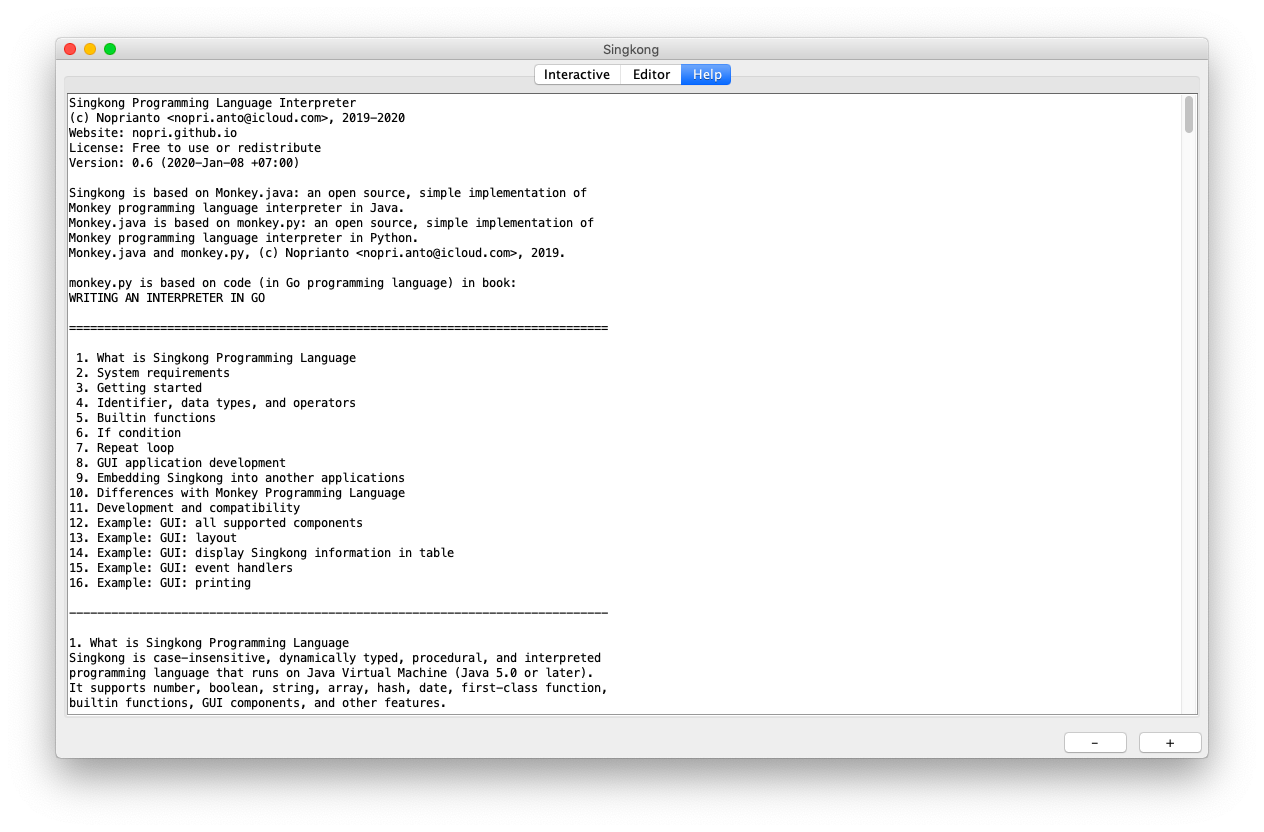 Singkong
Interactive Editor Help
Singkong Programming Language Interpreter
(c) Noprianto <nopri.anto@icloud.com>, 2019-2020
Website: nopri.github.io
License: Free to use or redistribute
Version: 0.6 (2020-Jan-08 +07:00)
Singkong is based on Monkey.java: an open source, simple implementation of
Monkey programming language interpreter in Java.
Monkey.java is based on monkey.py: an open source, simple implementation of
Monkey programming language interpreter in Python.
Monkey.java and monkey.py, (c) Noprianto <nopri.anto@icloud.com>, 2019.
monkey.py is based on code (in Go programming language) in book:
WRITING AN INTERPRETER IN GO
=============================================================================
1. What is Singkong Programming Language
2. System requirements
3. Getting started
4. Identifier, data types, and operators
5. Builtin functions
6. If condition
7. Repeat loop
8. GUI application development
9. Embedding Singkong into another applications
10. Differences with Monkey Programming Language
11. Development and compatibility
12. Example: GUI: all supported components
13. Example: GUI: layout
14. Example: GUI: display Singkong information in table
15. Example: GUI: event handlers
16. Example: GUI: printing
-----------------------------------------------------------------------------
1. What is Singkong Programming Language
Singkong is case-insensitive, dynamically typed, procedural, and interpreted
programming language that runs on Java Virtual Machine (Java 5.0 or later).
It supports number, boolean, string, array, hash, date, first-class function,
builtin functions, GUI components, and other features.
- +